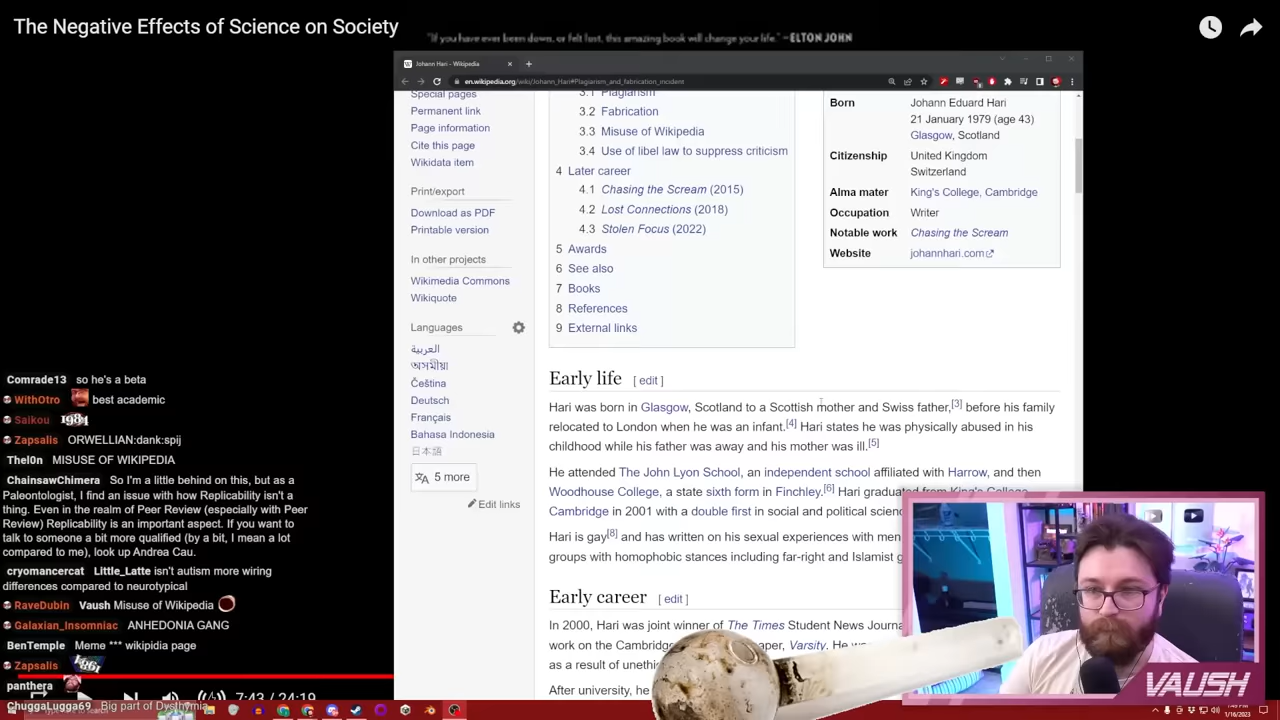 The Negative Effects of Science on Society
"If you have ever been down, or felt lost, this amazing book will change your life." —ELTON JOHN
Johann Hari - Wikipedia
en.wikipedia.org/wiki/Johann_Hari#Plagiarism_and_fabrication_incident
Special pages
Permanent link
Page information
Cite this page
Wikidata item
Print/export
Download as PDF
Printable version
In other projects
Wikimedia Commons
Wikiquote
Languages
العربية
অসমীয়া
Čeština
Deutsch
Français
Bahasa Indonesia
日本語
5 more
Edit links
3.1 Plagiarism
3.2 Fabrication
3.3 Misuse of Wikipedia
3.4 Use of libel law to suppress criticism
4 Later career
4.1 Chasing the Scream (2015)
4.2 Lost Connections (2018)
4.3 Stolen Focus (2022)
5 Awards
6 See also
7 Books
8 References
9 External links
Born Johann Eduard Hari
21 January 1979 (age 43)
Glasgow, Scotland
Citizenship United Kingdom
Switzerland
Alma mater King's College, Cambridge
Occupation Writer
Notable work Chasing the Scream
Website johannhari.com
Early life [ edit ]
Hari was born in Glasgow, Scotland to a Scottish mother and Swiss father,[3] before his family
relocated to London when he was an infant.[4] Hari states he was physically abused in his
childhood while his father was away and his mother was ill.[5]
He attended The John Lyon School, an independent school affiliated with Harrow, and then
Woodhouse College, a state sixth form in Finchley.[6] Hari graduated from King's College
Cambridge in 2001 with a double first in social and political
Hari is gay[8] and has written on his sexual experiences with men
groups with homophobic stances including far-right and Islamist
Early career [ edit ]
In 2000, Hari was joint winner of The Times Student News
work on the Cambridge Varsity. He
as a result of
After university, he
Comrade13 so he's a beta
WithOtro best academic
Saikou 1984
Zapsalis ORWELLIAN:dank:spij
Thel0n MISUSE OF WIKIPEDIA
ChainsawChimera So I'm a little behind on this, but as a
Paleontologist, I find an issue with how Replicability isn't a
thing. Even in the realm of Peer Review (especially with Peer
Review) Replicability is an important aspect. If you want to
talk to someone a bit more qualified (by a bit, I mean a lot
compared to me), look up Andrea Cau.
cryomancercat Little_Latte isn't autism more wiring
differences compared to neurotypical
RaveDubin Vaush Misuse of Wikipedia
Galaxian_Insomniac ANHEDONIA GANG
BenTemple Meme *** wikipidia page
Zapsalis 1984
panthera
ChuggaLugga69 Big part of Dysthymia
7:43 / 24:19
VAUSH
1/16/2023